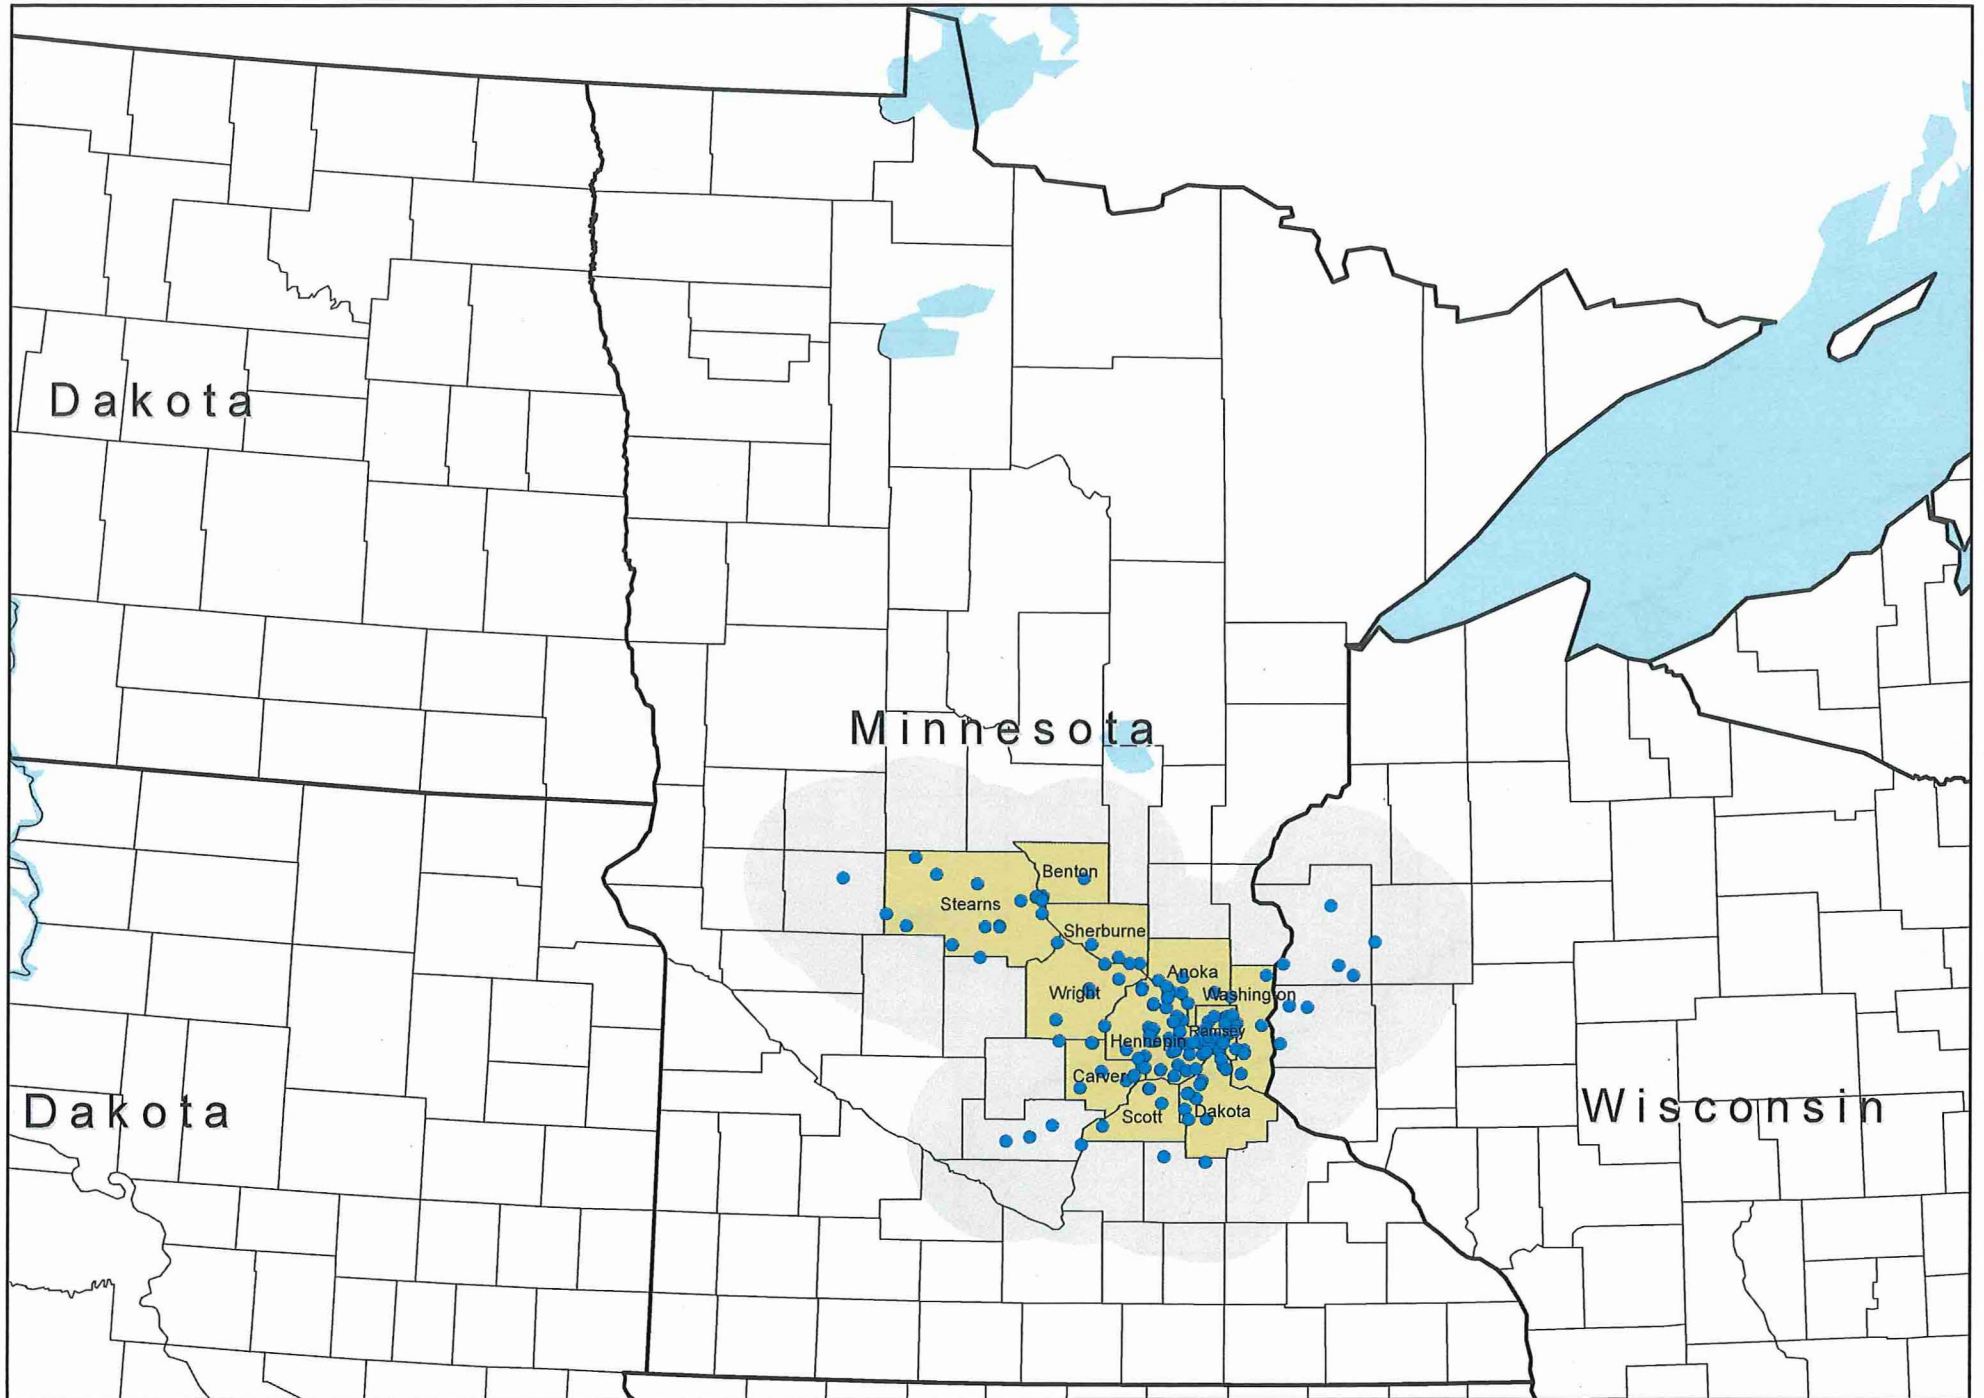 Dakota
Minnesota
Benton
Stearns
Sherburne
Anoka
Wright
Washington
Ramsey
Hennepin
Carver
Scott
Dakota
Dakota
Wisconsin